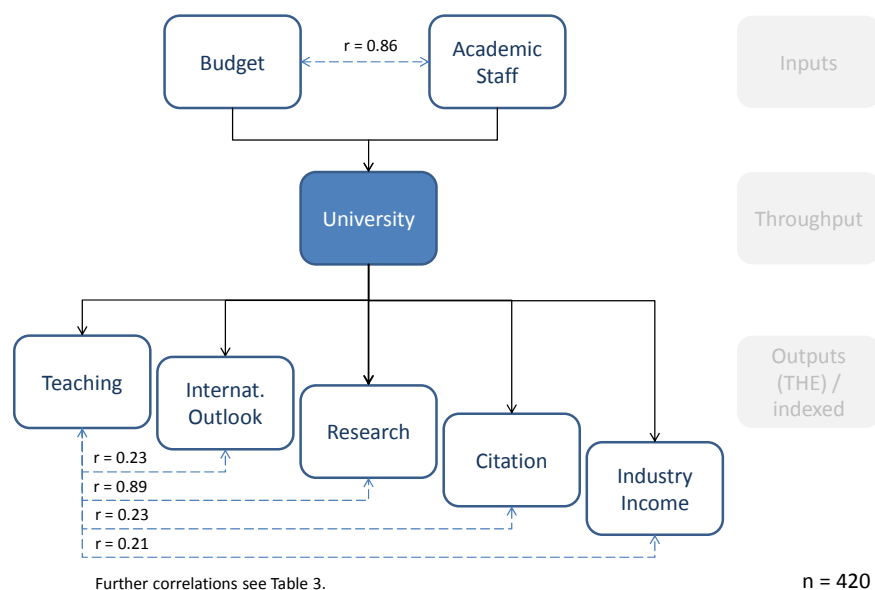 r = 0.86
Budget
Academic
Staff
Inputs
University
Throughput
Teaching
Internat.
Outlook
Research
Citation
Industry
Income
Outputs
(THE) /
indexed
r = 0.23
r = 0.89
r = 0.23
r = 0.21
Further correlations see Table 3.
n = 420